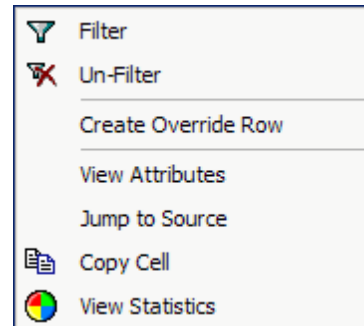 Filter
Un-Filter
Create Override Row
View Attributes
Jump to Source
Copy Cell
View Statistics